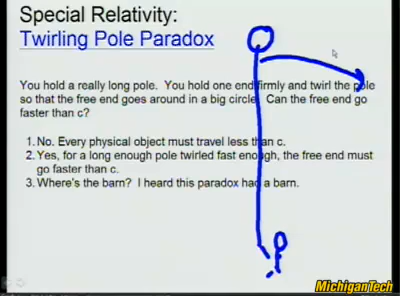 Special Relativity:
Twirling Pole Paradox
You hold a really long pole. You hold one end firmly and twirl the pole
so that the free end goes around in a big circle. Can the free end go
faster than c?
1. No. Every physical object must travel less than c.
2. Yes, for a long enough pole twirled fast enough, the free end must
go faster than c.
3. Where's the barn? I heard this paradox had a barn.
MichiganTech